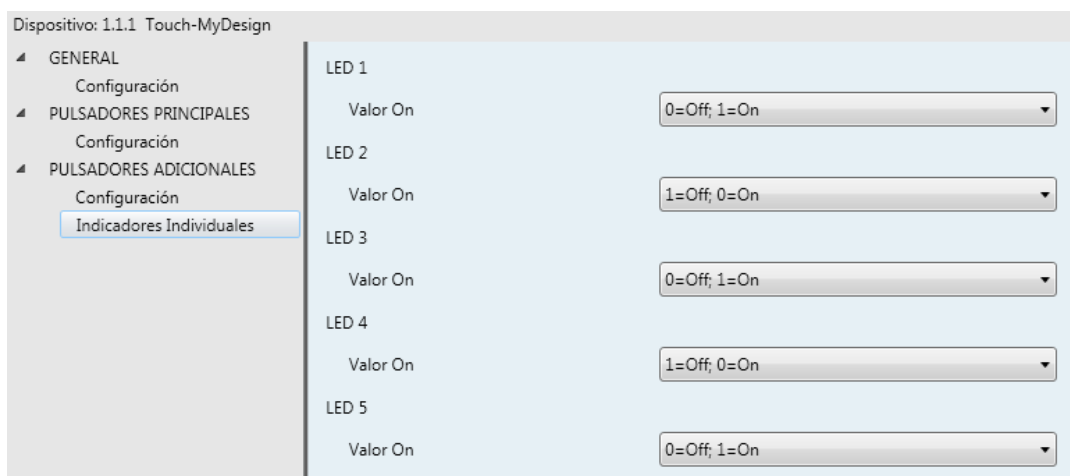 Dispositivo: 1.1.1 Touch-MyDesign
GENERAL
Configuración
PULSADORES PRINCIPALES
Configuración
PULSADORES ADICIONALES
Configuración
Indicadores Individuales
LED 1
Valor On 0=Off; 1=On
LED 2
Valor On 1=Off; 0=On
LED 3
Valor On 0=Off; 1=On
LED 4
Valor On 1=Off; 0=On
LED 5
Valor On 0=Off; 1=On